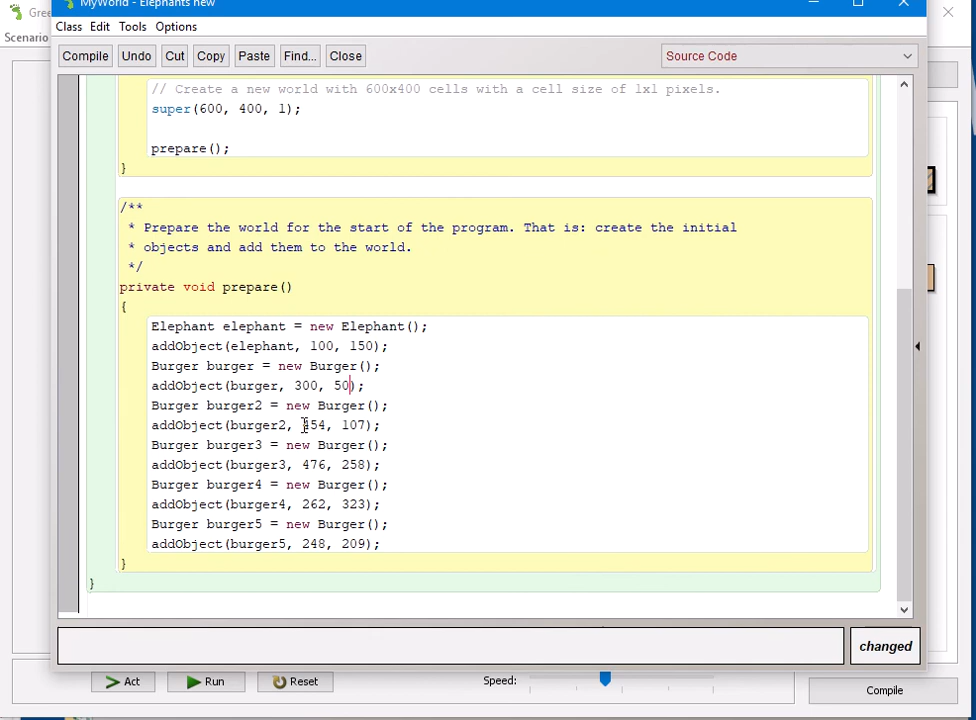 MyWorld - Elephants new
Gree
Scenario
Class Edit Tools Options
Compile Undo Cut Copy Paste Find... Close Source Code
// Create a new world with 600x400 cells with a cell size of 1x1 pixels.
super(600, 400, 1);
prepare();
}
/**
* Prepare the world for the start of the program. That is: create the initial
* objects and add them to the world.
*/
private void prepare()
{
Elephant elephant = new Elephant();
addObject(elephant, 100, 150);
Burger burger = new Burger();
addObject(burger, 300, 50);
Burger burger2 = new Burger();
addObject(burger2, 454, 107);
Burger burger3 = new Burger();
addObject(burger3, 476, 258);
Burger burger4 = new Burger();
addObject(burger4, 262, 323);
Burger burger5 = new Burger();
addObject(burger5, 248, 209);
}
}
changed
Act Run Reset Speed: Compile